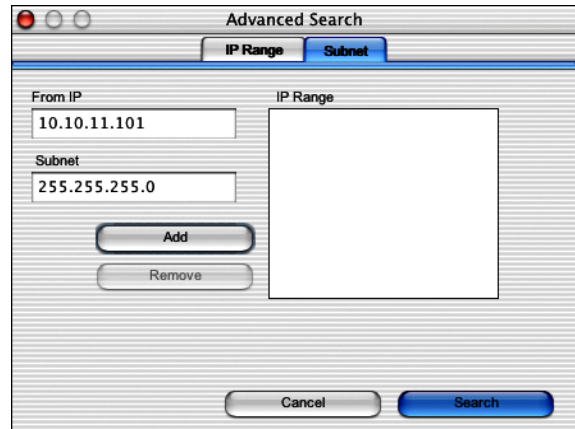 Advanced Search
IP Range Subnet
From IP
10.10.11.101
Subnet
255.255.255.0
Add
Remove
IP Range
Cancel Search